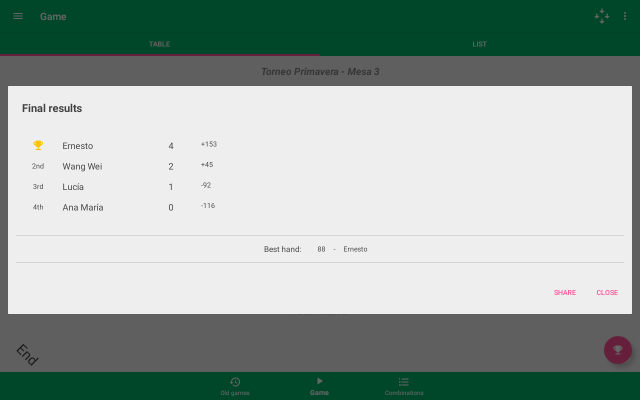 Game
TABLE LIST
Torneo Primavera - Mesa 3
Final results
Ernesto 4 +153
2nd Wang Wei 2 +45
3rd Lucía 1 -92
4th Ana María 0 -116
Best hand: 88 - Ernesto
SHARE CLOSE
End
Old games Game Combinations